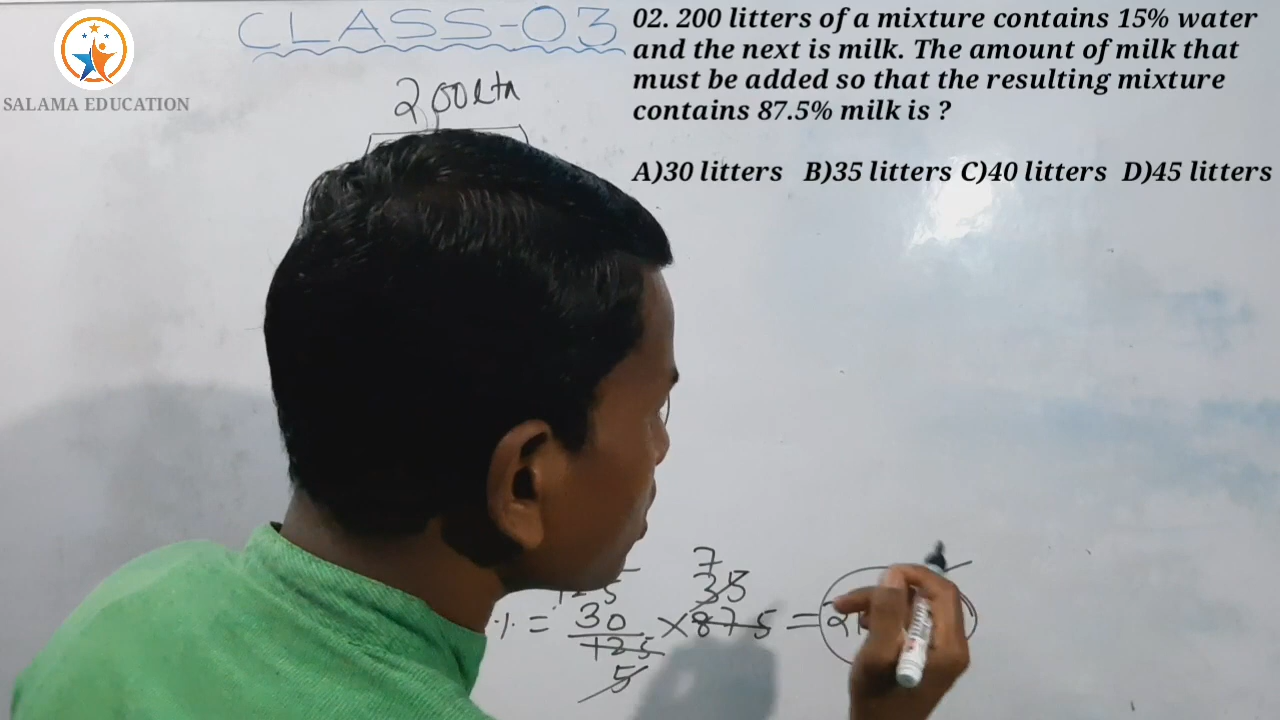 CLASS-03
SALAMA EDUCATION
02. 200 litters of a mixture contains 15% water
and the next is milk. The amount of milk that
must be added so that the resulting mixture
contains 87.5% milk is ?
A)30 litters B)35 litters C)40 litters D)45 litters
200 Ltr
7
35
30 × 875 =
125
5